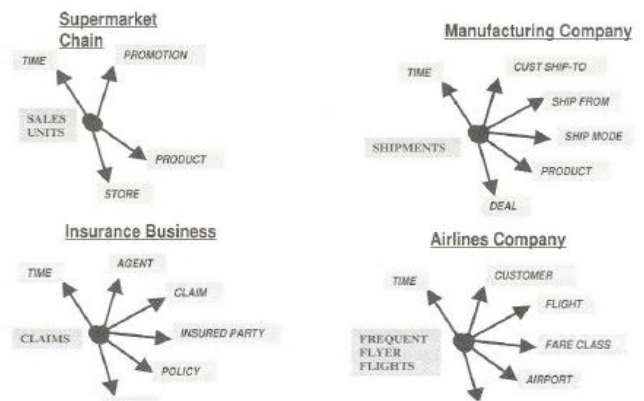 Supermarket
Chain
TIME
PROMOTION
SALES
UNITS
PRODUCT
STORE
Manufacturing Company
TIME
CUST SHIP-TO
SHIP FROM
SHIPMENTS
SHIP MODE
PRODUCT
DEAL
Insurance Business
TIME
AGENT
CLAIM
CLAIMS
INSURED PARTY
POLICY
Airlines Company
TIME
CUSTOMER
FLIGHT
FREQUENT
FLYER
FLIGHTS
FARE CLASS
AIRPORT